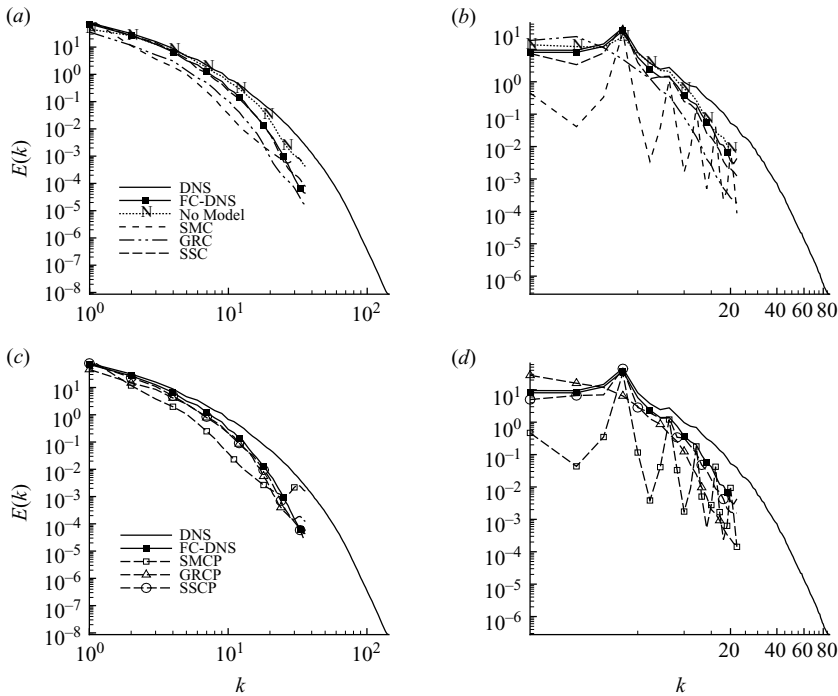 (a)
(b)
10^1
10^0
10^−1
10^−2
10^−3
10^−4
10^−5
10^−6
10^−7
10^−8
E(k)
N N N N N N N
DNS
FC-DNS
No Model
N
SMC
GRC
SSC
10^0 10^1 10^2
10^1
10^0
10^−1
10^−2
10^−3
10^−4
10^−5
10^−6
N N N N N N N
20 40 60 80
(c)
(d)
10^1
10^0
10^−1
10^−2
10^−3
10^−4
10^−5
10^−6
10^−7
10^−8
E(k)
DNS
FC-DNS
SMCP
GRCP
SSCP
10^0 10^1 10^2
k
10^1
10^0
10^−1
10^−2
10^−3
10^−4
10^−5
10^−6
20 40 60 80
k